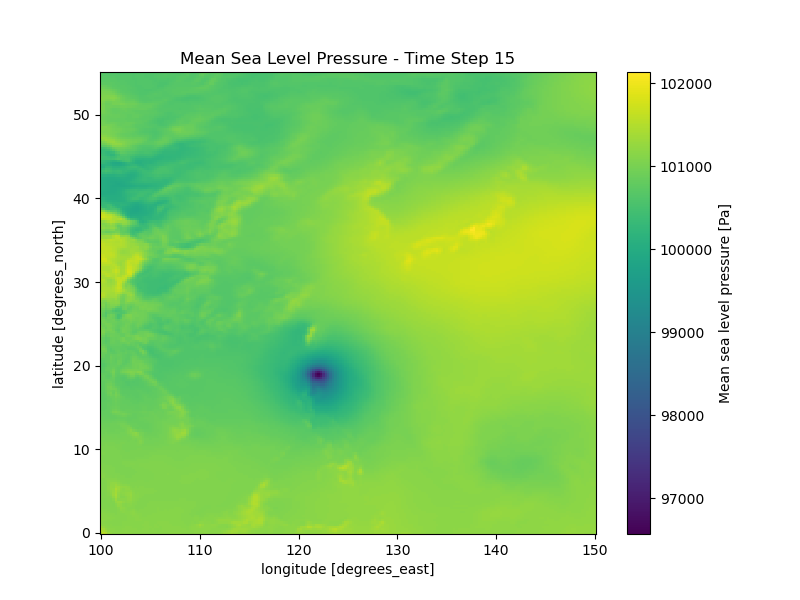 Mean Sea Level Pressure - Time Step 15
latitude [degrees_north]
50
40
30
20
10
0
100 110 120 130 140 150
longitude [degrees_east]
102000
101000
100000
99000
98000
97000
Mean sea level pressure [Pa]